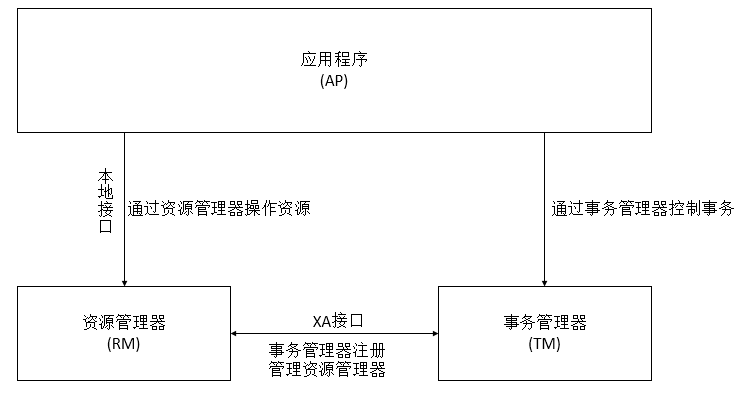 应用程序
(AP)
本地接口
通过资源管理器操作资源
通过事务管理器控制事务
资源管理器
(RM)
XA接口
事务管理器注册
管理资源管理器
事务管理器
(TM)